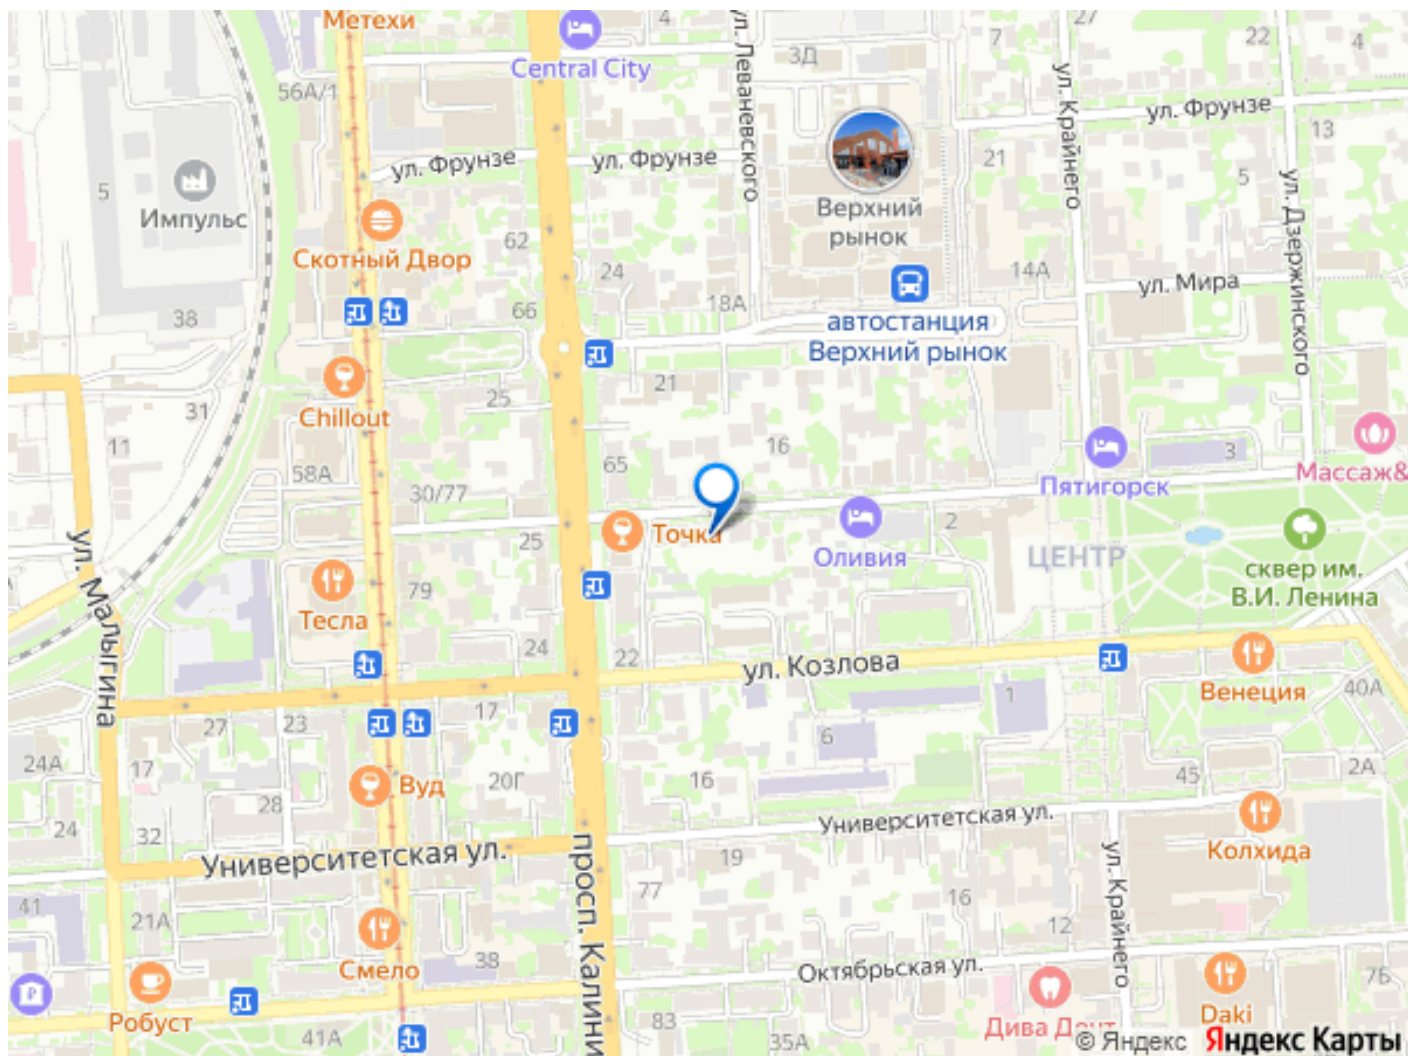 Метехи
4
ул. Леваневского
3Д
7
27
22
4
Central City
56А/1
ул. Крайнего
ул. Фрунзе
13
ул. Фрунзе
ул. Фрунзе
21
5
5
Импульс
Верхний
рынок
ул. Дзержинского
62
Скотный Двор
24
14А
ул. Мира
38
66
18А
автостанция
Верхний рынок
21
25
31
Chillout
11
16
3
65
58А
30/77
Пятигорск
Массаж&
ул. Малыгина
25
Точка
2
Оливия
ЦЕНТР
сквер им.
В.И. Ленина
79
Тесла
24
22
ул. Козлова
Венеция
40А
1
17
27
23
6
24А
17
20Г
16
45
2А
Вуд
28
24
32
Университетская ул.
Университетская ул.
Колхида
19
просп. Калини
ул. Крайнего
77
41
21А
16
12
Смело
38
Октябрьская ул.
7Б
Робуст
41А
83
35А
Дива Дент
Daki
© Яндекс Яндекс Карты